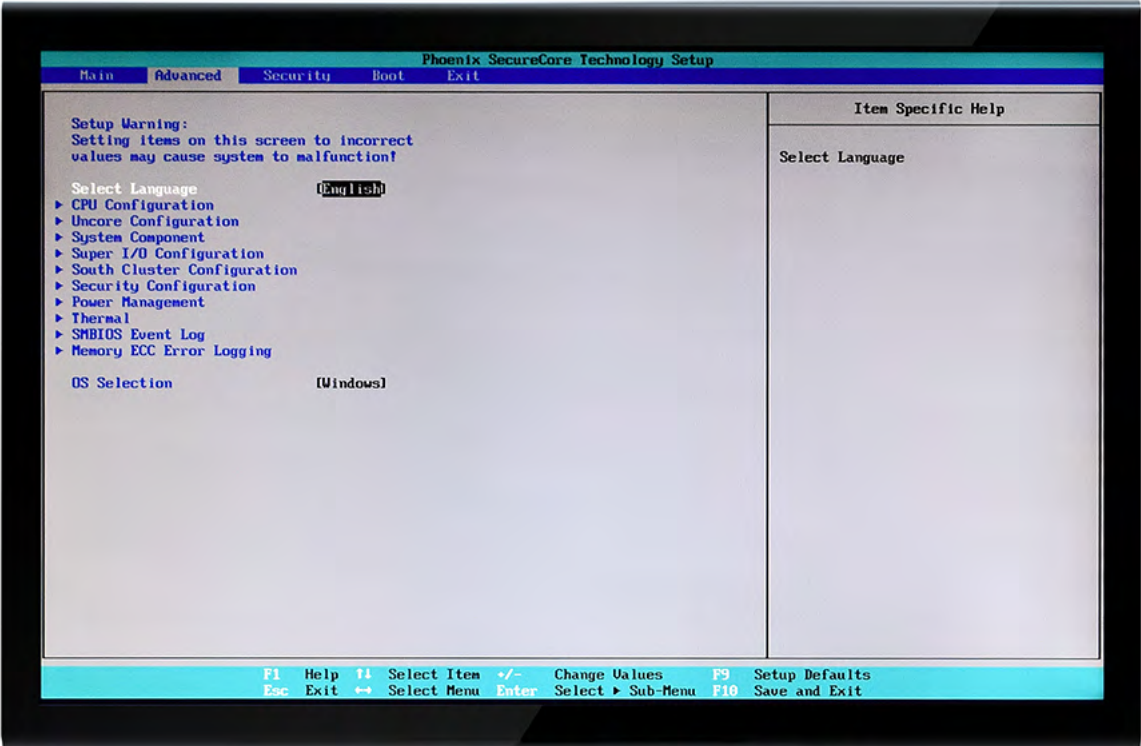 Phoenix SecureCore Technology Setup
Main Advanced Security Boot Exit
Setup Warning:
Setting items on this screen to incorrect
values may cause system to malfunction!
Select Language [English]
▶ CPU Configuration
▶ Uncore Configuration
▶ System Component
▶ Super I/O Configuration
▶ South Cluster Configuration
▶ Security Configuration
▶ Power Management
▶ Thermal
▶ SMBIOS Event Log
▶ Memory ECC Error Logging
OS Selection [Windows]
Item Specific Help
Select Language
F1 Help ↑↓ Select Item +/- Change Values F9 Setup Defaults
Esc Exit ↔ Select Menu Enter Select ▶ Sub-Menu F10 Save and Exit